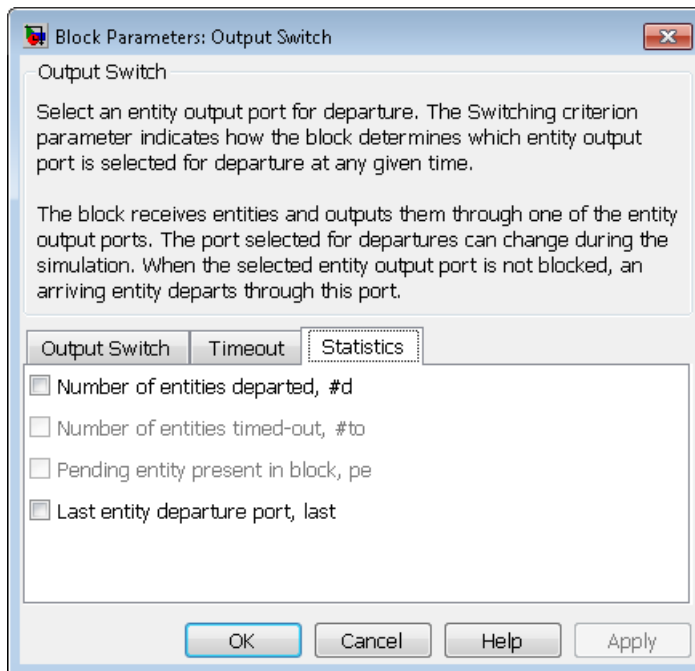 Block Parameters: Output Switch
Output Switch
Select an entity output port for departure. The Switching criterion
parameter indicates how the block determines which entity output
port is selected for departure at any given time.
The block receives entities and outputs them through one of the entity
output ports. The port selected for departures can change during the
simulation. When the selected entity output port is not blocked, an
arriving entity departs through this port.
Output Switch Timeout Statistics
Number of entities departed, #d
Number of entities timed-out, #to
Pending entity present in block, pe
Last entity departure port, last
OK Cancel Help Apply